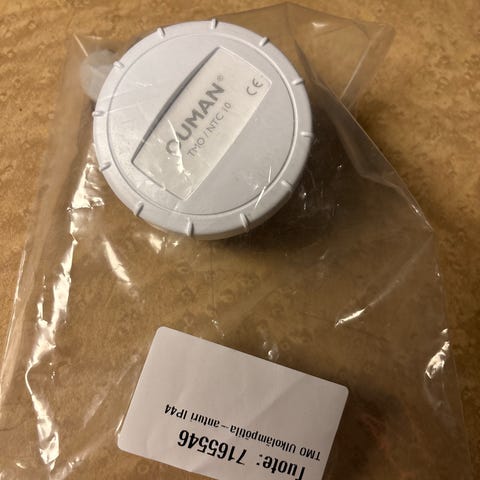 OUMAN®
TMO / NTC 10
CE
Tuote: 7165546
TMO Ulkolämpötila-anturi IP44